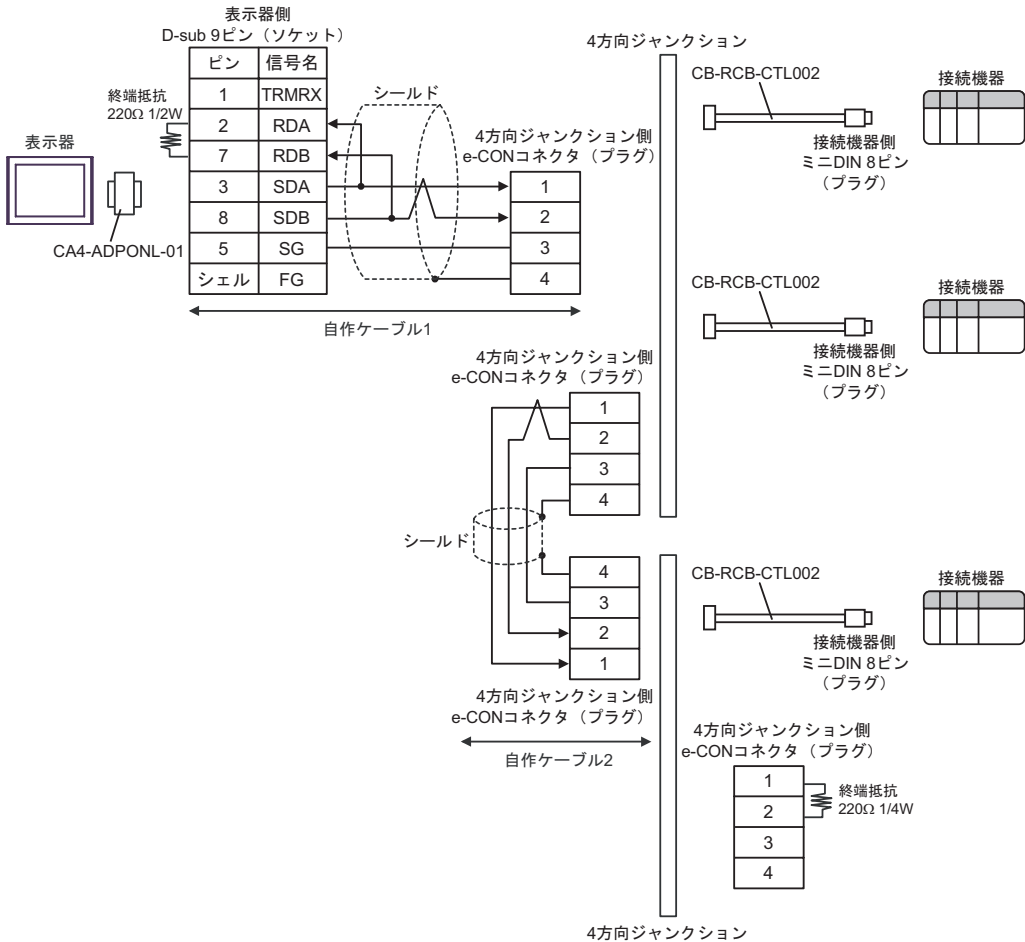 表示器側
D-sub 9ピン（ソケット）
ピン 信号名
1 TRMRX
2 RDA
7 RDB
3 SDA
8 SDB
5 SG
シェル FG
終端抵抗
220Ω 1/2W
表示器
CA4-ADPONL-01
シールド
4方向ジャンクション側
e-CONコネクタ（プラグ）
1
2
3
4
自作ケーブル1
4方向ジャンクション
CB-RCB-CTL002
接続機器側
ミニDIN 8ピン
（プラグ）
接続機器
CB-RCB-CTL002
接続機器側
ミニDIN 8ピン
（プラグ）
接続機器
4方向ジャンクション側
e-CONコネクタ（プラグ）
1
2
3
4
シールド
4
3
2
1
4方向ジャンクション側
e-CONコネクタ（プラグ）
自作ケーブル2
CB-RCB-CTL002
接続機器側
ミニDIN 8ピン
（プラグ）
接続機器
4方向ジャンクション側
e-CONコネクタ（プラグ）
1
2
3
4
終端抵抗
220Ω 1/4W
4方向ジャンクション